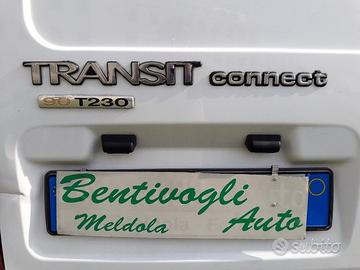 TRANSIT connect
90 T230
Bentivogli
Meldola Auto
subito